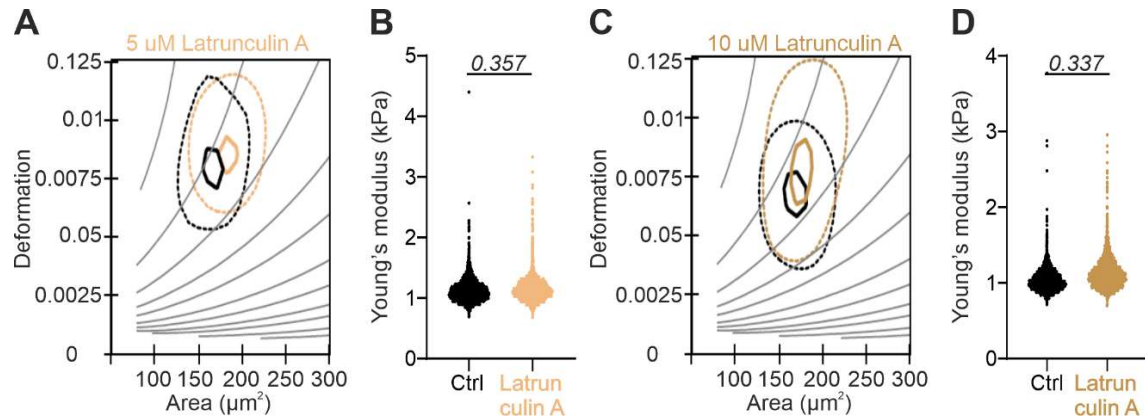 A
5 uM Latrunculin A
Deformation
0.125
0.01
0.0075
0.05
0.0025
0
100 150 200 250 300
Area (µm²)
B
Young's modulus (kPa)
5
4
3
2
1
0
0.357
Ctrl
Latrun
culin A
C
10 uM Latrunculin A
Deformation
0.125
0.01
0.0075
0.05
0.0025
0
100 150 200 250 300
Area (µm²)
D
Young's modulus (kPa)
4
3
2
1
0
0.337
Ctrl
Latrun
culin A